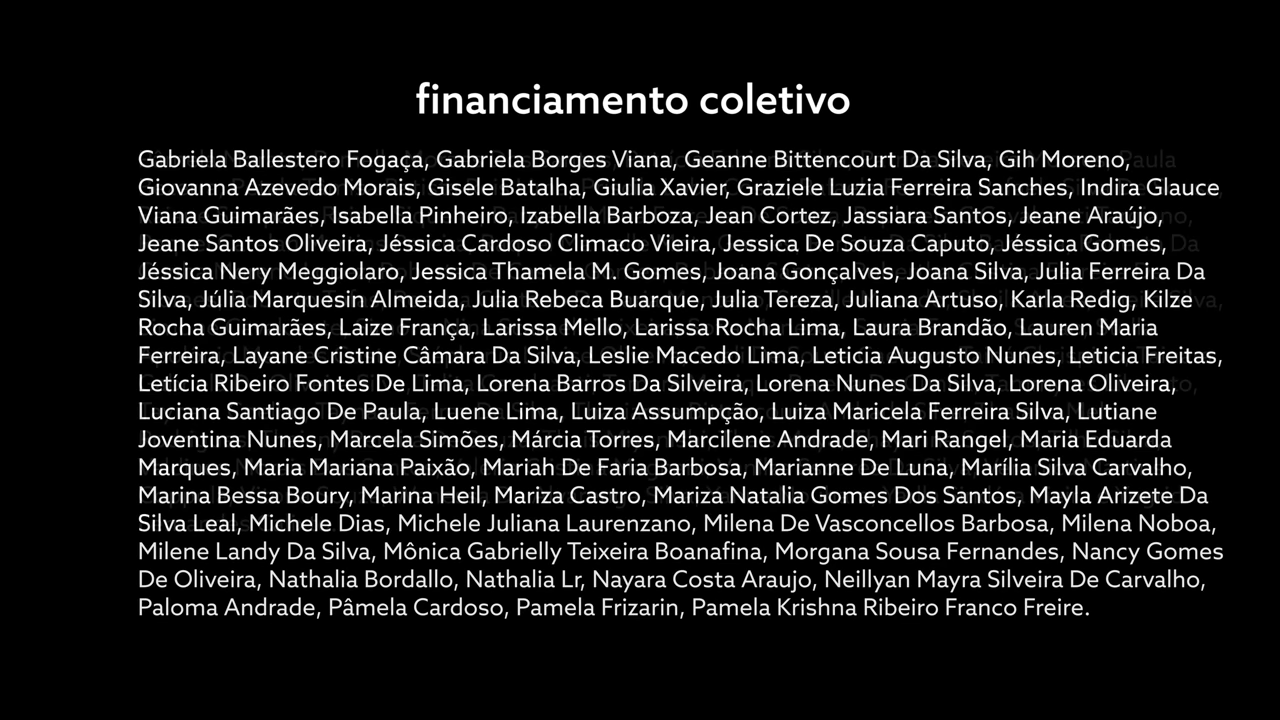 financiamento coletivo
Gabriela Ballestero Fogaça, Gabriela Borges Viana, Geanne Bittencourt Da Silva, Gih Moreno,
Giovanna Azevedo Morais, Gisele Batalha, Giulia Xavier, Graziele Luzia Ferreira Sanches, Indira Glauce
Viana Guimarães, Isabella Pinheiro, Izabella Barboza, Jean Cortez, Jassiara Santos, Jeane Araújo,
Jeane Santos Oliveira, Jéssica Cardoso Climaco Vieira, Jessica De Souza Caputo, Jéssica Gomes,
Jéssica Nery Meggiolaro, Jessica Thamela M. Gomes, Joana Gonçalves, Joana Silva, Julia Ferreira Da
Silva, Júlia Marquesin Almeida, Julia Rebeca Buarque, Julia Tereza, Juliana Artuso, Karla Redig, Kilze
Rocha Guimarães, Laize França, Larissa Mello, Larissa Rocha Lima, Laura Brandão, Lauren Maria
Ferreira, Layane Cristine Câmara Da Silva, Leslie Macedo Lima, Leticia Augusto Nunes, Leticia Freitas,
Letícia Ribeiro Fontes De Lima, Lorena Barros Da Silveira, Lorena Nunes Da Silva, Lorena Oliveira,
Luciana Santiago De Paula, Luene Lima, Luiza Assumpção, Luiza Maricela Ferreira Silva, Lutiane
Joventina Nunes, Marcela Simões, Márcia Torres, Marcilene Andrade, Mari Rangel, Maria Eduarda
Marques, Maria Mariana Paixão, Mariah De Faria Barbosa, Marianne De Luna, Marília Silva Carvalho,
Marina Bessa Boury, Marina Heil, Mariza Castro, Mariza Natalia Gomes Dos Santos, Mayla Arizete Da
Silva Leal, Michele Dias, Michele Juliana Laurenzano, Milena De Vasconcellos Barbosa, Milena Noboa,
Milene Landy Da Silva, Mônica Gabrielly Teixeira Boanafina, Morgana Sousa Fernandes, Nancy Gomes
De Oliveira, Nathalia Bordallo, Nathalia Lr, Nayara Costa Araujo, Neillyan Mayra Silveira De Carvalho,
Paloma Andrade, Pâmela Cardoso, Pamela Frizarin, Pamela Krishna Ribeiro Franco Freire.